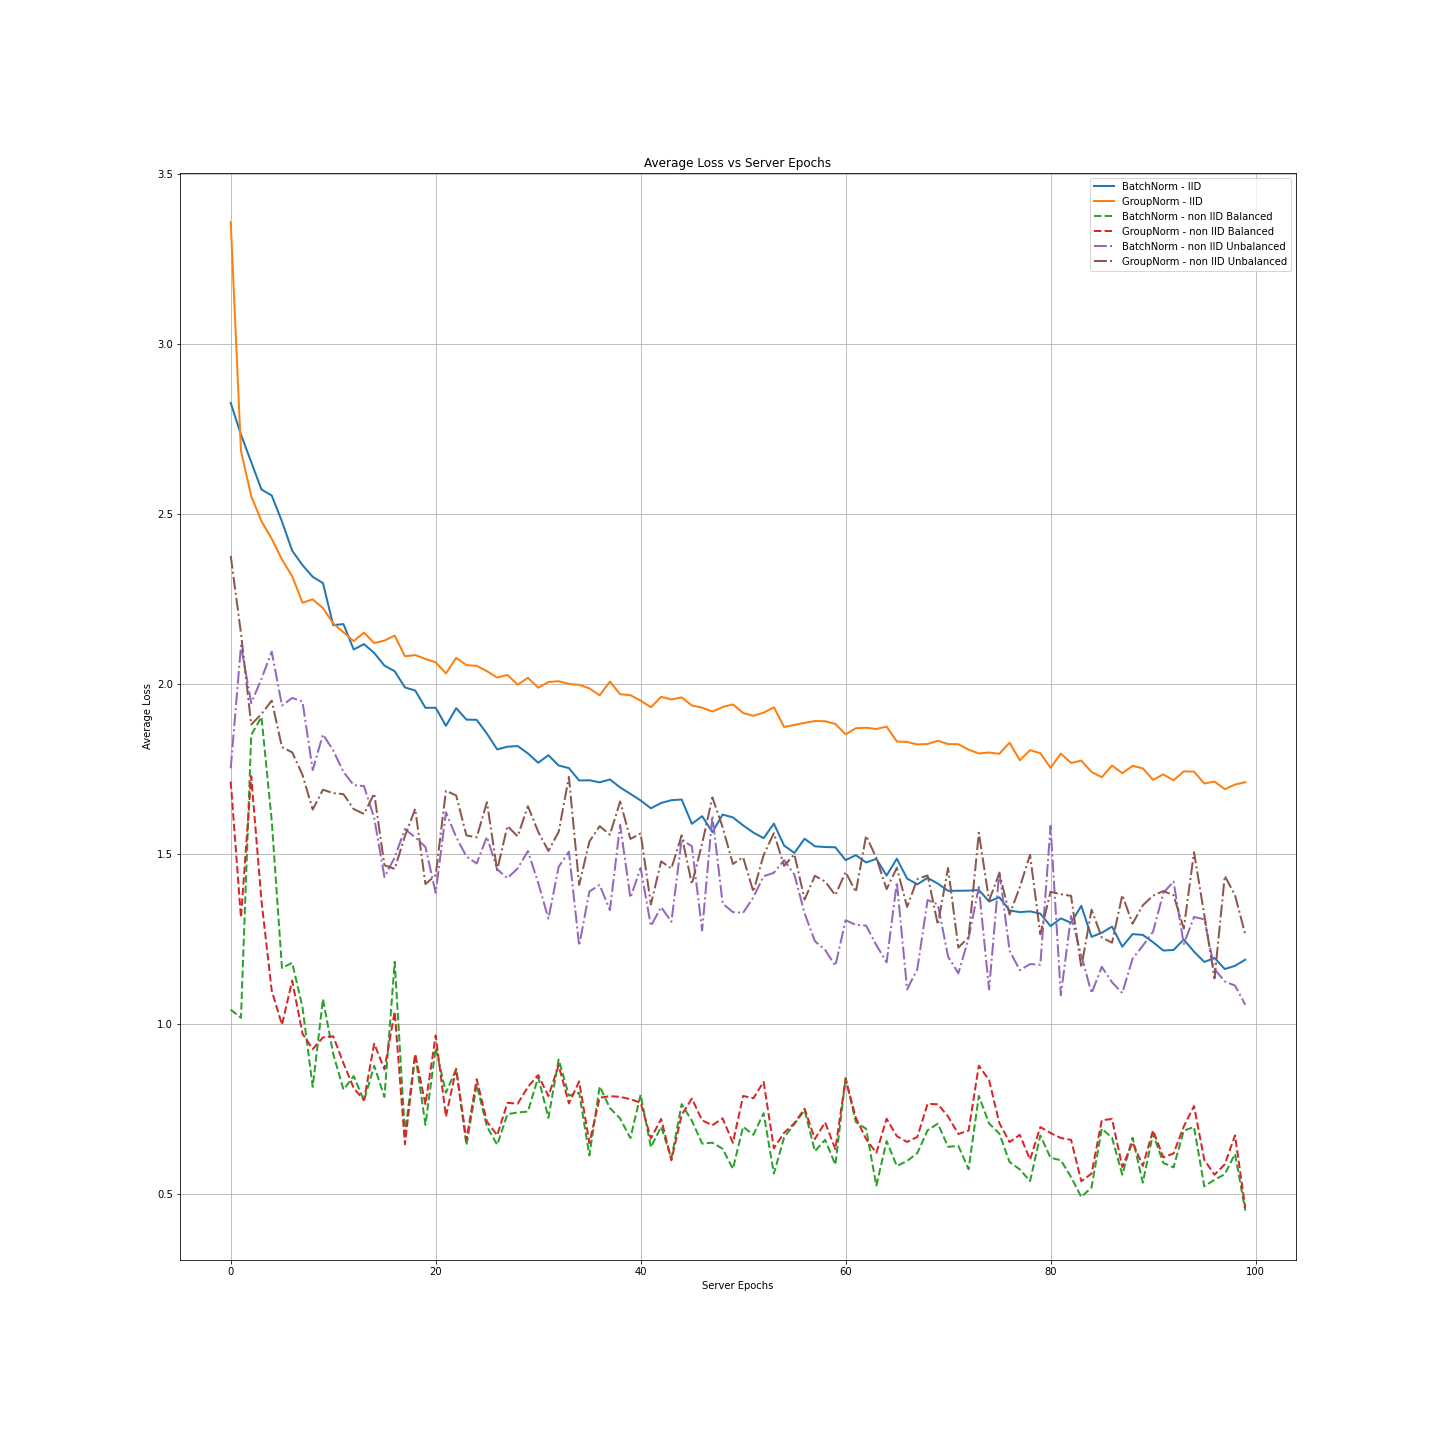 Average Loss vs Server Epochs
BatchNorm - IID
GroupNorm - IID
BatchNorm - non IID Balanced
GroupNorm - non IID Balanced
BatchNorm - non IID Unbalanced
GroupNorm - non IID Unbalanced
3.5
3.0
2.5
2.0
1.5
1.0
0.5
Average Loss
0 20 40 60 80 100
Server Epochs